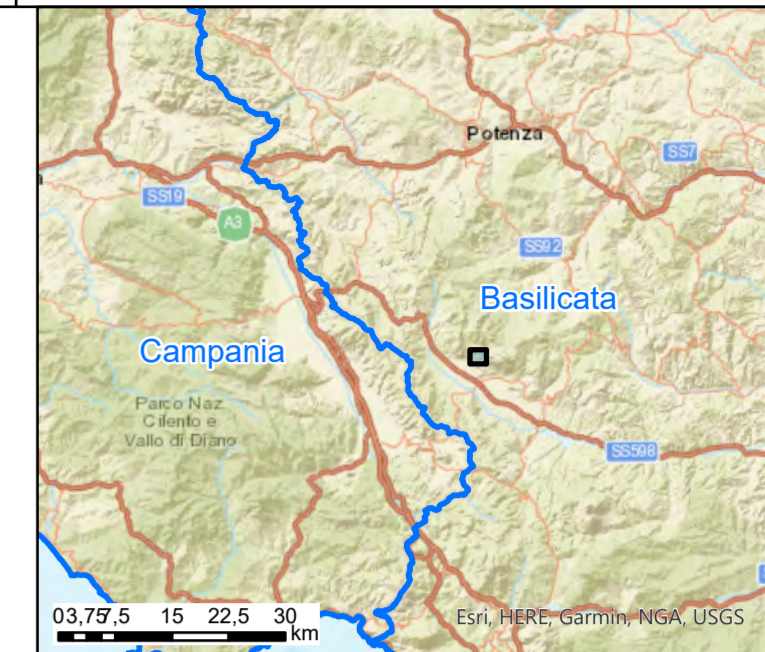 Potenza
SS7
SS19
A3
SS92
Basilicata
Campania
Parco Naz
Cilento e
Vallo di Diano
SS598
03,757,5 15 22,5 30
km
Esri, HERE, Garmin, NGA, USGS